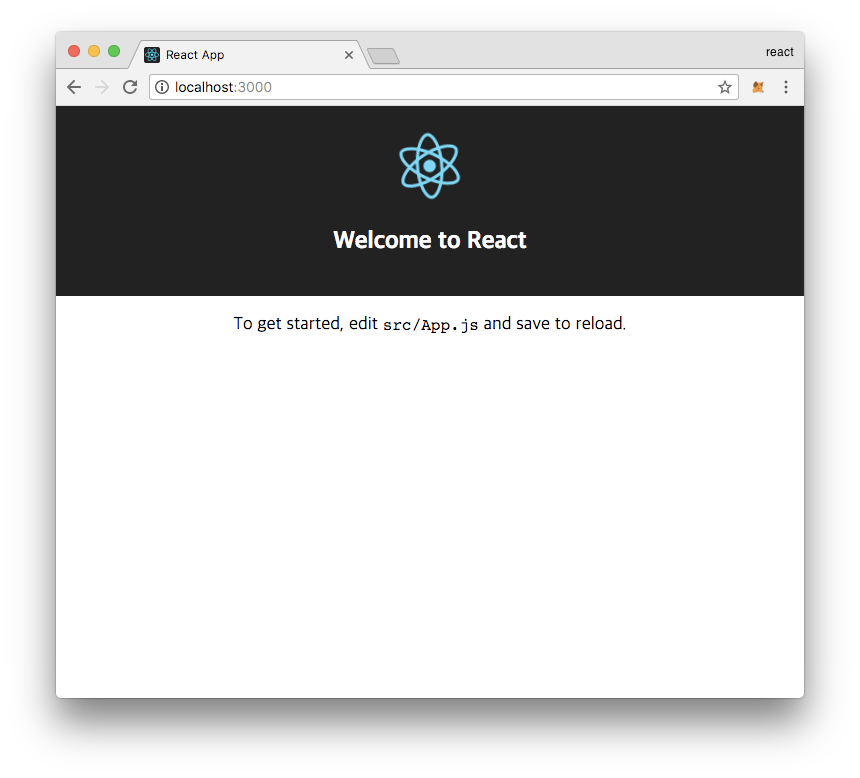 React App
react
localhost:3000
Welcome to React
To get started, edit src/App.js and save to reload.